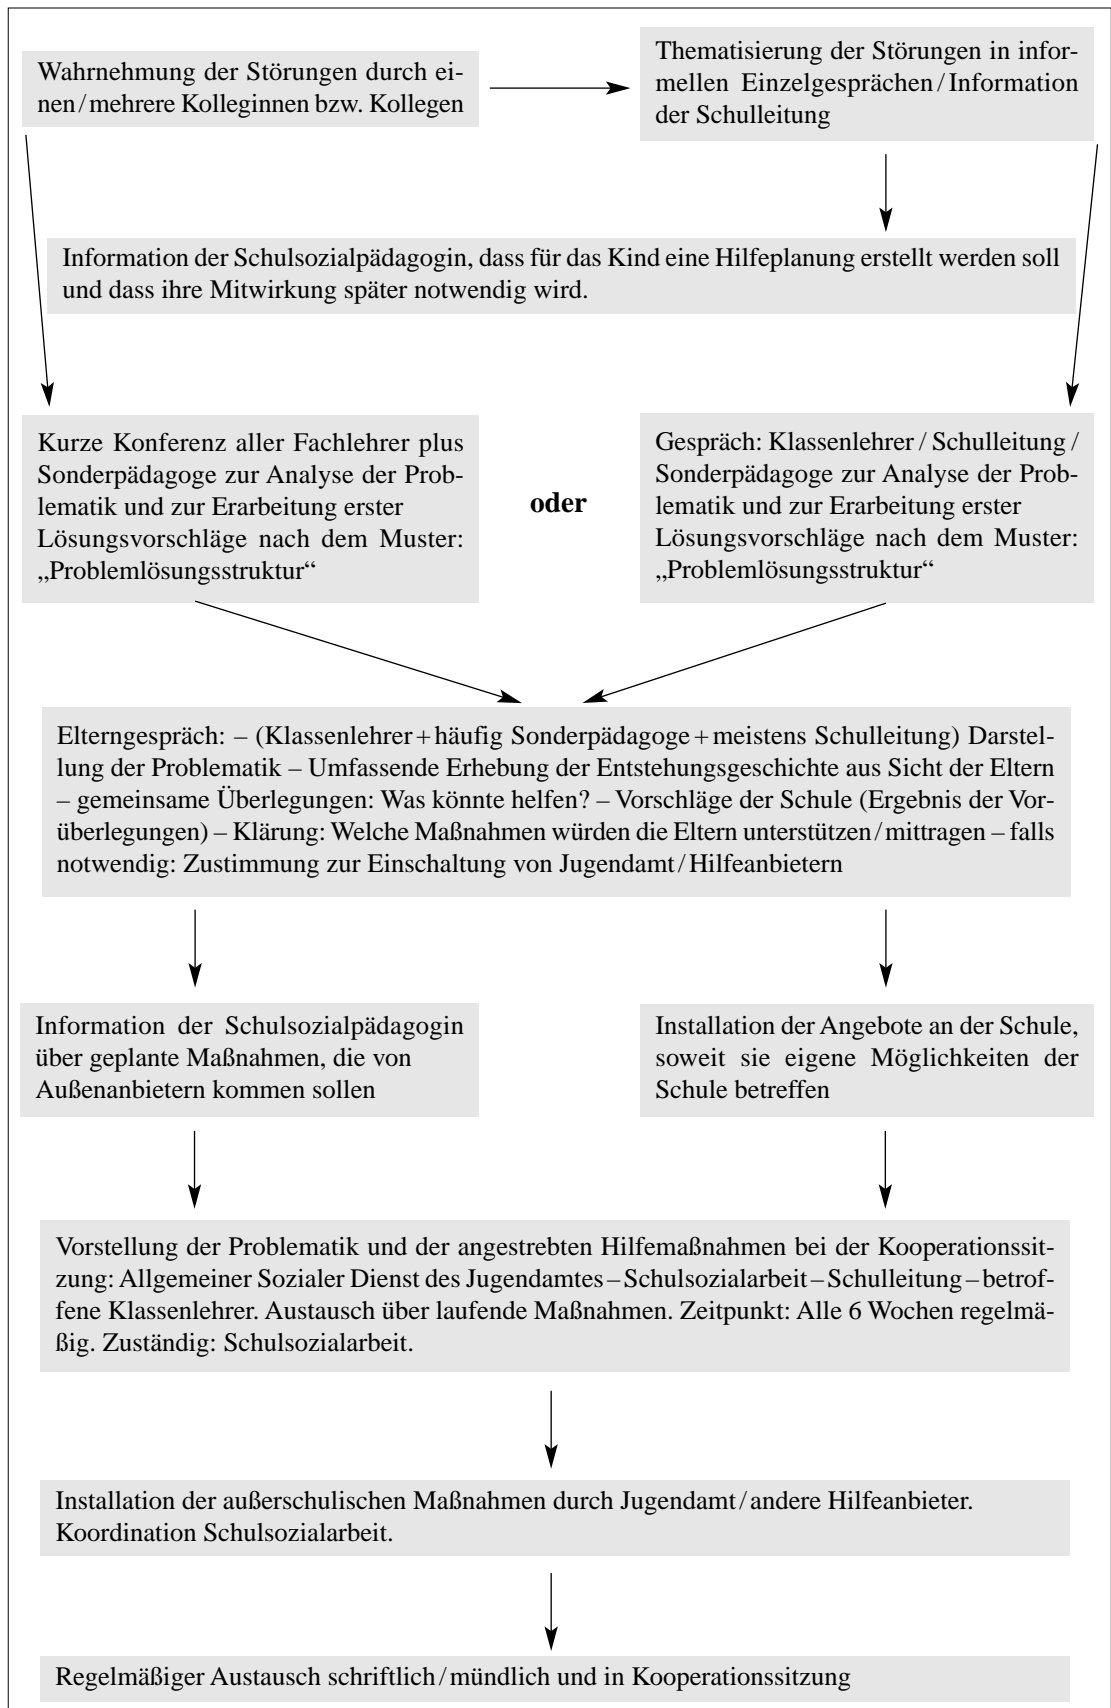 Wahrnehmung der Störungen durch ei-
nen/mehrere Kolleginnen bzw. Kollegen
Thematisierung der Störungen in infor-
mellen Einzelgesprächen/Information
der Schulleitung
Information der Schulsozialpädagogin, dass für das Kind eine Hilfeplanung erstellt werden soll
und dass ihre Mitwirkung später notwendig wird.
Kurze Konferenz aller Fachlehrer plus
Sonderpädagoge zur Analyse der Prob-
lematik und zur Erarbeitung erster
Lösungsvorschläge nach dem Muster:
„Problemlösungsstruktur“
oder
Gespräch: Klassenlehrer / Schulleitung /
Sonderpädagoge zur Analyse der Prob-
lematik und zur Erarbeitung erster
Lösungsvorschläge nach dem Muster:
„Problemlösungsstruktur“
Elterngespräch: – (Klassenlehrer+häufig Sonderpädagoge+meistens Schulleitung) Darstel-
lung der Problematik – Umfassende Erhebung der Entstehungsgeschichte aus Sicht der Eltern
– gemeinsame Überlegungen: Was könnte helfen? – Vorschläge der Schule (Ergebnis der Vor-
überlegungen) – Klärung: Welche Maßnahmen würden die Eltern unterstützen/mittragen – falls
notwendig: Zustimmung zur Einschaltung von Jugendamt/Hilfeanbietern
Information der Schulsozialpädagogin
über geplante Maßnahmen, die von
Außenanbietern kommen sollen
Installation der Angebote an der Schule,
soweit sie eigene Möglichkeiten der
Schule betreffen
Vorstellung der Problematik und der angestrebten Hilfemaßnahmen bei der Kooperationssit-
zung: Allgemeiner Sozialer Dienst des Jugendamtes–Schulsozialarbeit–Schulleitung–betrof-
fene Klassenlehrer. Austausch über laufende Maßnahmen. Zeitpunkt: Alle 6 Wochen regelmä-
ßig. Zuständig: Schulsozialarbeit.
Installation der außerschulischen Maßnahmen durch Jugendamt/andere Hilfeanbieter.
Koordination Schulsozialarbeit.
Regelmäßiger Austausch schriftlich/mündlich und in Kooperationssitzung